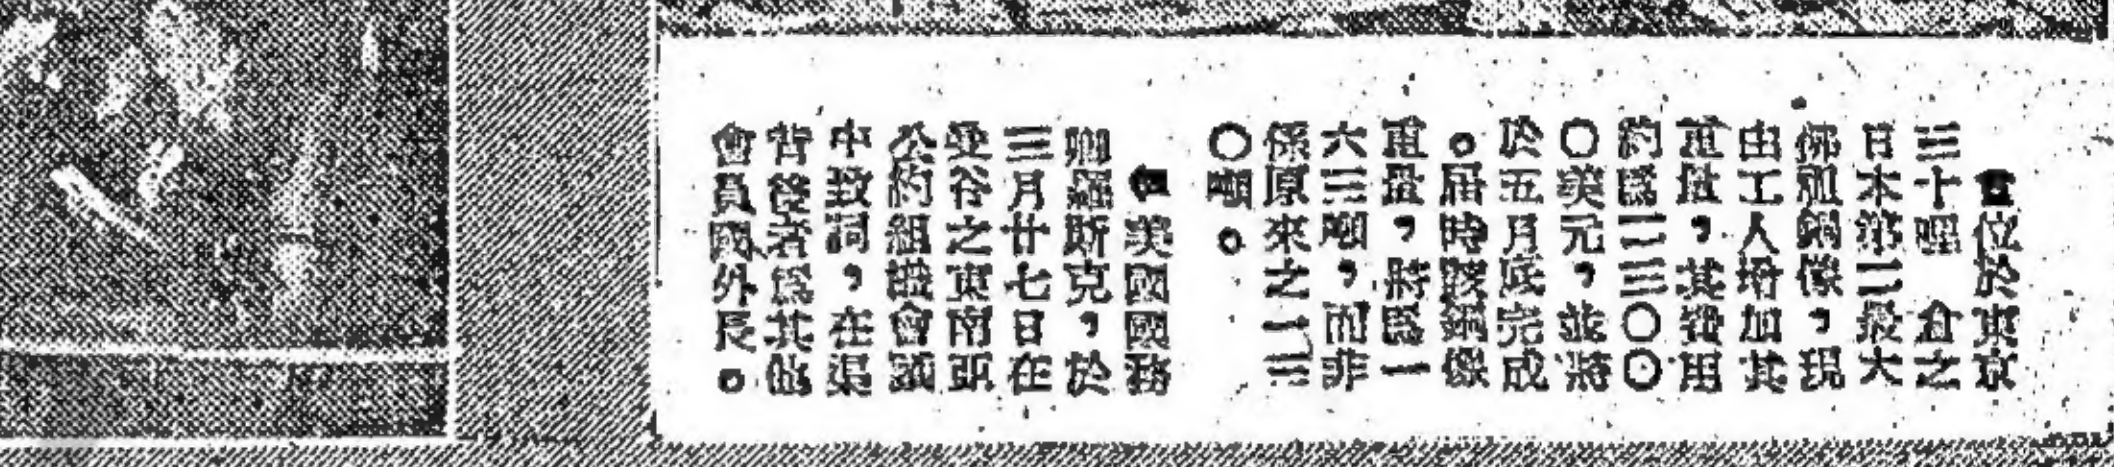 位於東京
三十哩 倉之
日本第二最大
佛祖銅像，現
由工人增加其
重量，其費用
約爲二三〇〇
〇美元，並將
於五月底完成
。屆時該銅像
重量，將爲一
六三噸，而非
係原來之一三
〇噸。
美國國務
卿羅斯克，於
三月廿七日在
曼谷之東南亞
公約組織會議
中致詞，在渠
背後者爲其他
會員國外長。